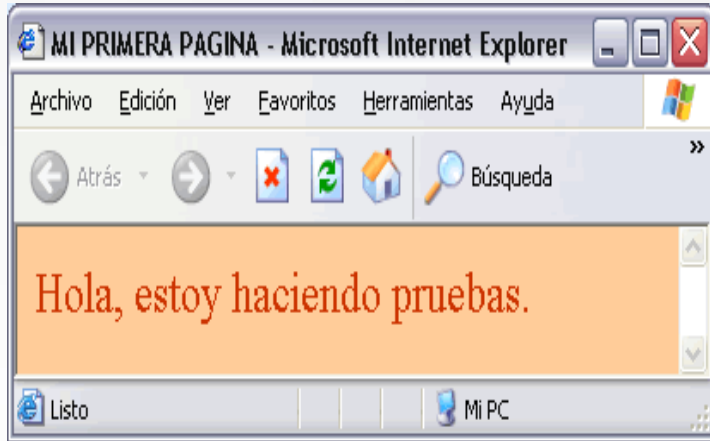 MI PRIMERA PAGINA - Microsoft Internet Explorer
Archivo Edición Ver Favoritos Herramientas Ayuda
Atrás Búsqueda »
Hola, estoy haciendo pruebas.
Listo Mi PC